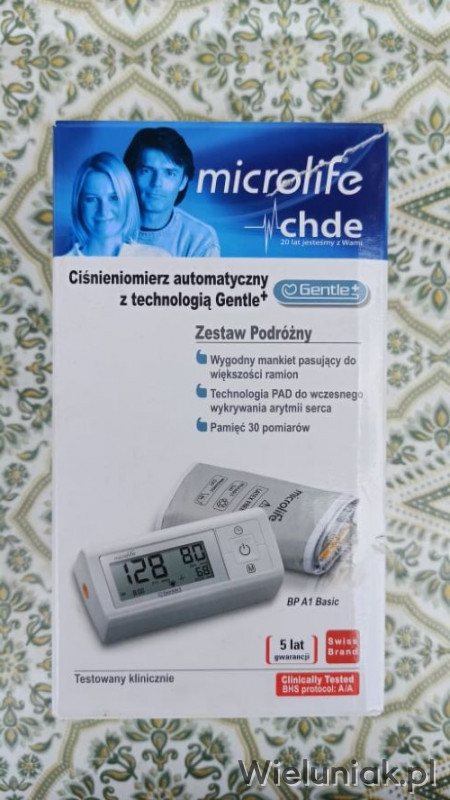 microlife
chde
20 lat jesteśmy z Wami
Ciśnieniomierz automatyczny
z technologią Gentle+
Gentle+
Zestaw Podróżny
Wygodny mankiet pasujący do
większości ramion
Technologia PAD do wczesnego
wykrywania arytmii serca
Pamięć 30 pomiarów
microlife
128 80
68
M
BP A1 Basic
5 lat
gwarancji
Swiss
Brand
Testowany klinicznie
Clinically Tested
BHS protocol: A/A
Wieluniak.pl